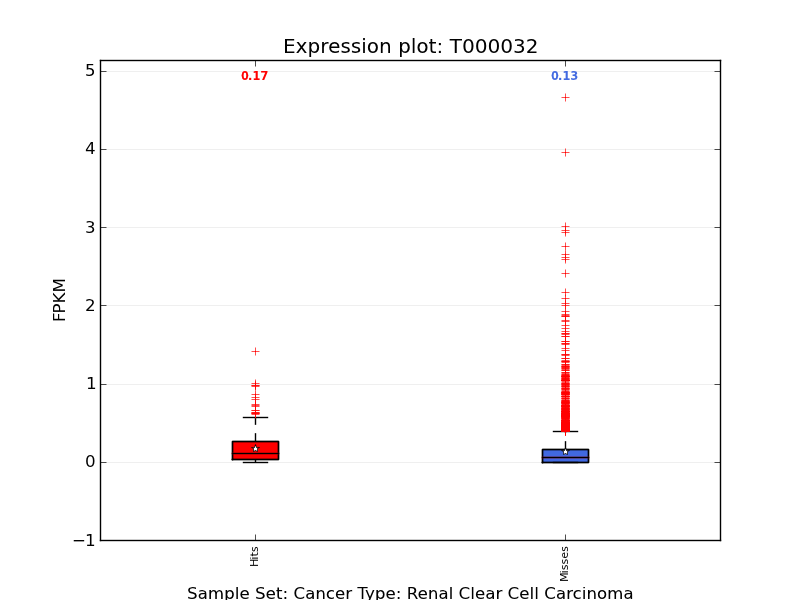 Expression plot: T000032
0.17
0.13
5
4
3
2
1
0
−1
FPKM
Hits
Misses
Sample Set: Cancer Type: Renal Clear Cell Carcinoma